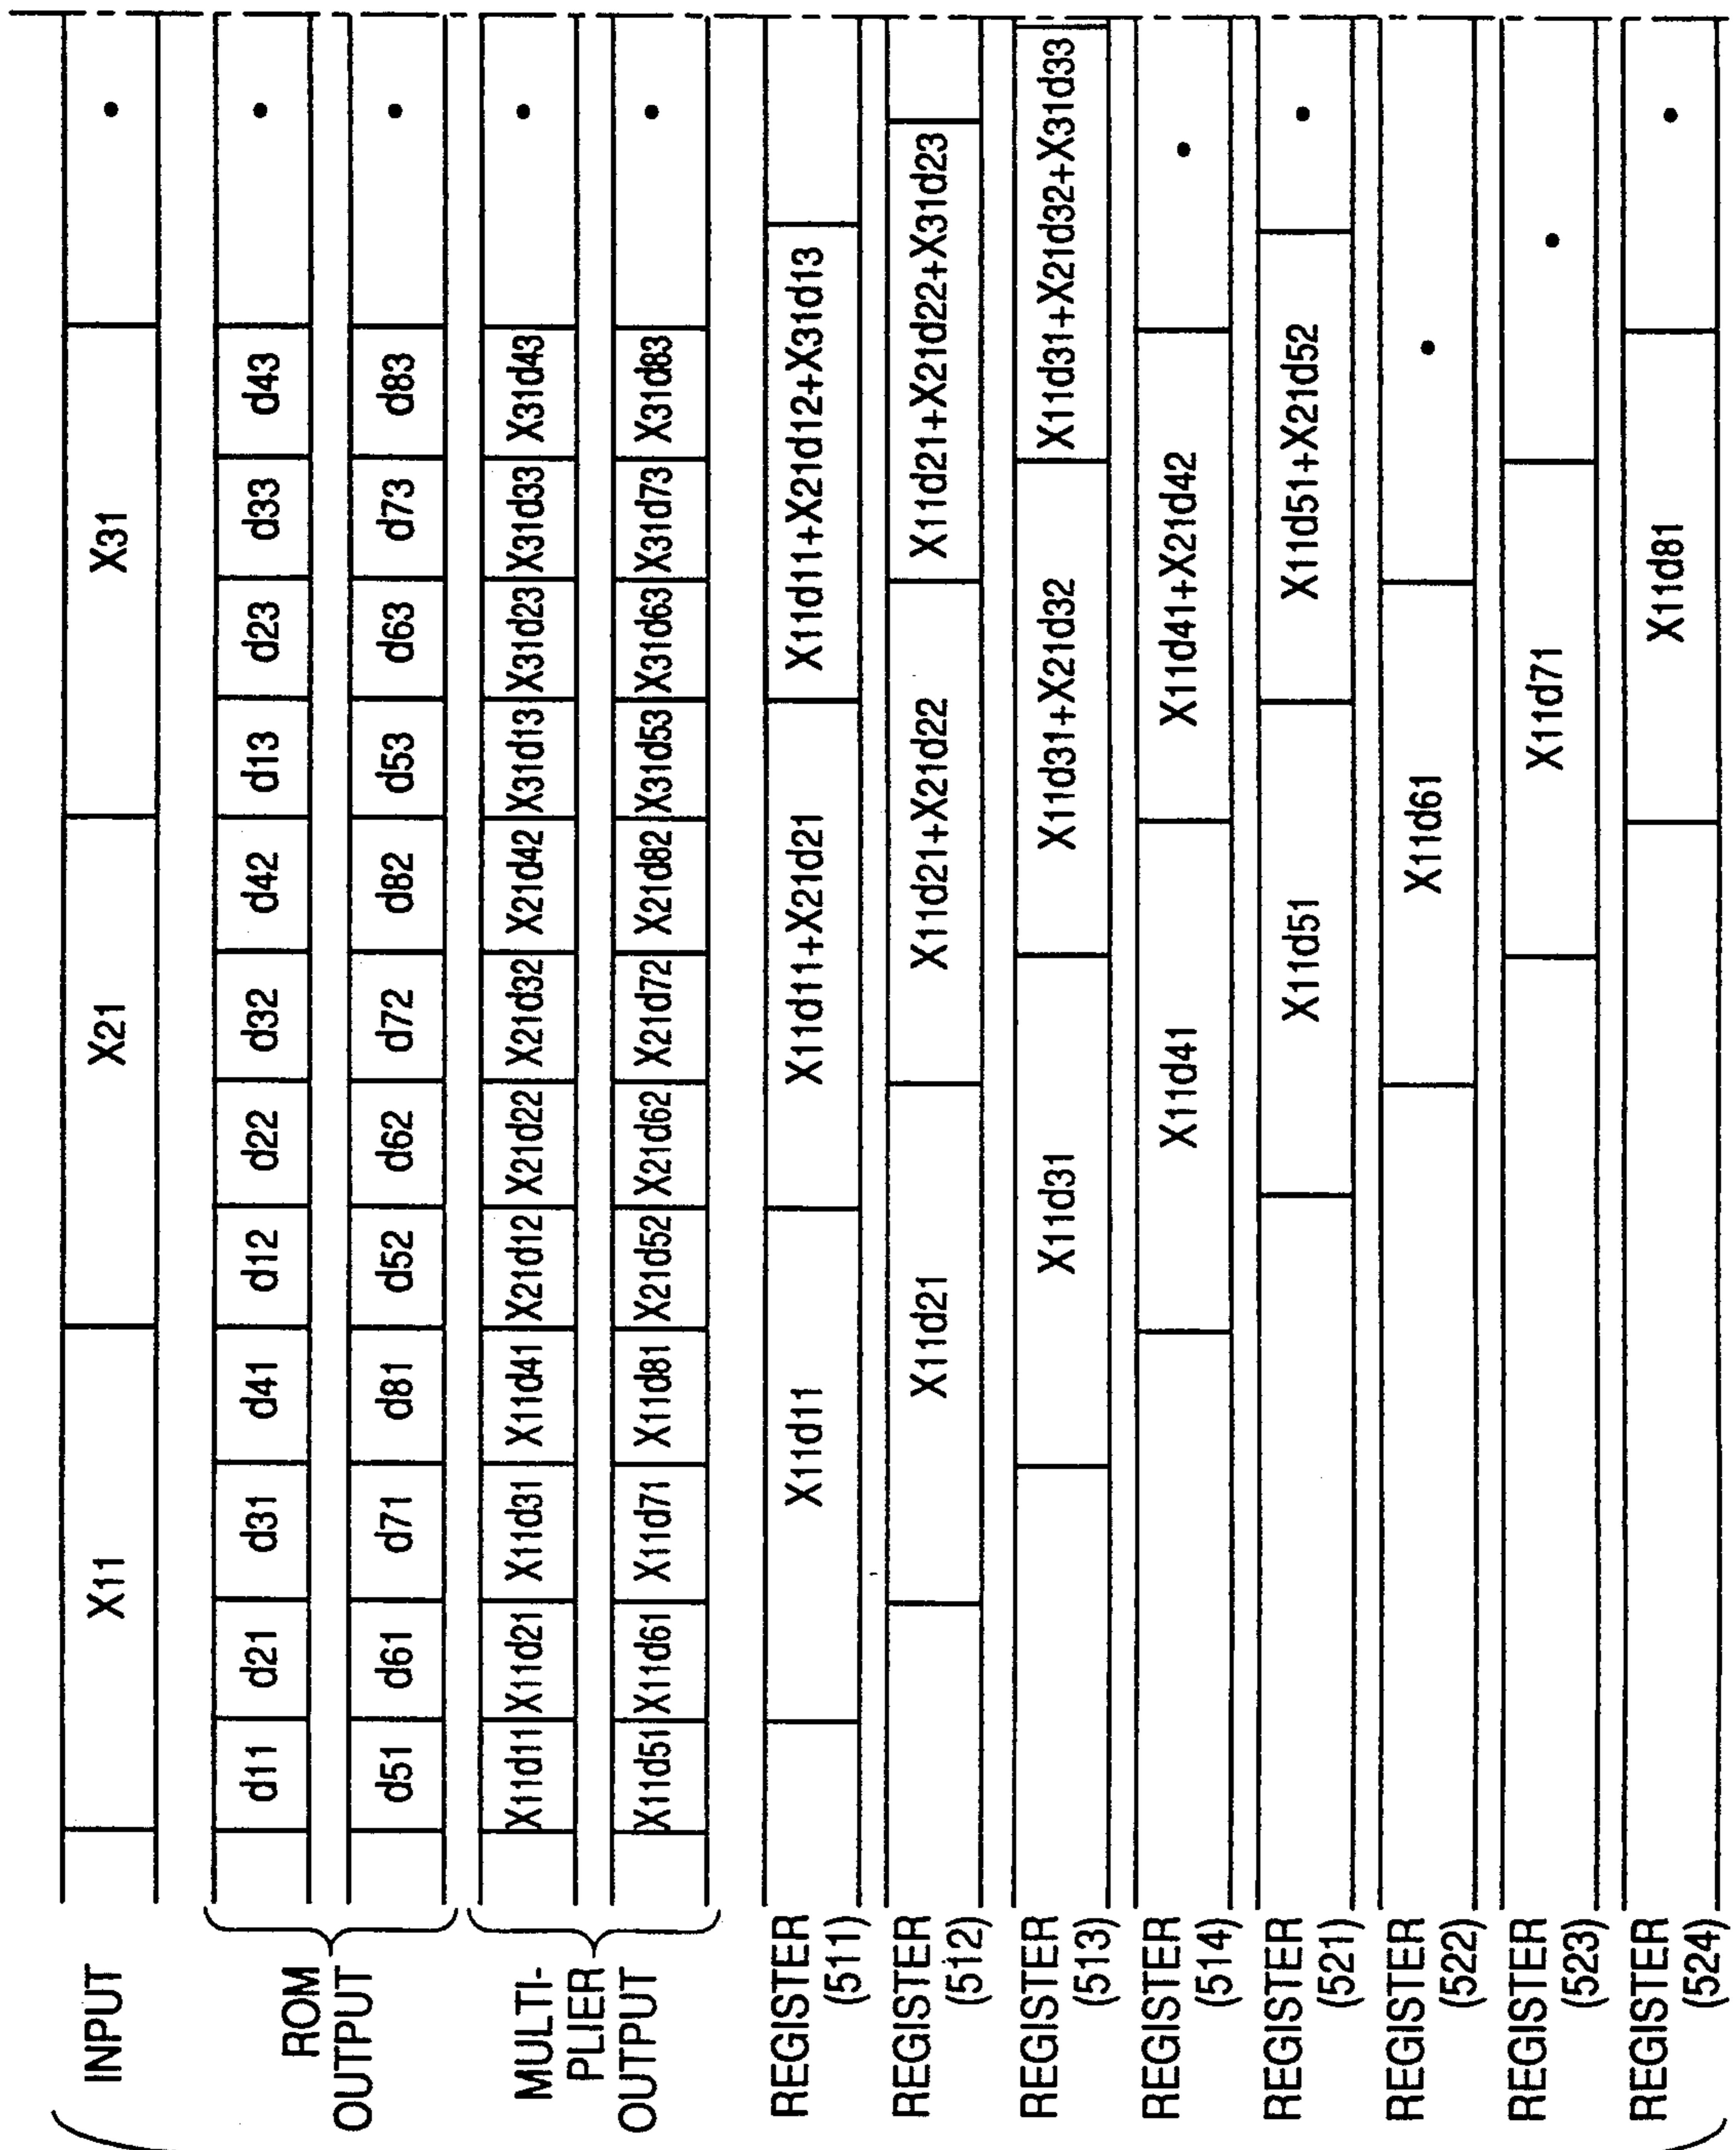 INPUT
X11
X21
X31
ROM
OUTPUT
d11 d21 d31 d41 d12 d22 d32 d42 d13 d23 d33 d43
d51 d61 d71 d81 d52 d62 d72 d82 d53 d63 d73 d83
MULTI-
PLIER
OUTPUT
X11d11 X11d21 X11d31 X11d41 X21d12 X21d22 X21d32 X21d42 X31d13 X31d23 X31d33 X31d43
X11d51 X11d61 X11d71 X11d81 X21d52 X21d62 X21d72 X21d82 X31d53 X31d63 X31d73 X31d83
REGISTER
(511)
X11d11
X11d11+X21d21
X11d11+X21d12+X31d13
REGISTER
(512)
X11d21
X11d21+X21d22
X11d21+X21d22+X31d23
REGISTER
(513)
X11d31
X11d31+X21d32
X11d31+X21d32+X31d33
REGISTER
(514)
X11d41
X11d41+X21d42
REGISTER
(521)
X11d51
X11d51+X21d52
REGISTER
(522)
X11d61
REGISTER
(523)
X11d71
REGISTER
(524)
X11d81